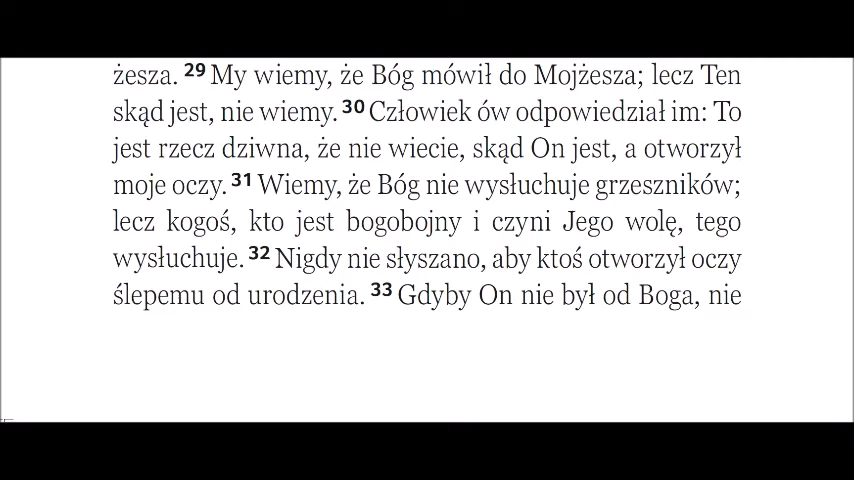 żesza. 29 My wiemy, że Bóg mówił do Mojżesza; lecz Ten
skąd jest, nie wiemy. 30 Człowiek ów odpowiedział im: To
jest rzecz dziwna, że nie wiecie, skąd On jest, a otworzył
moje oczy. 31 Wiemy, że Bóg nie wysłuchuje grzeszników;
lecz kogoś, kto jest bogobojny i czyni Jego wolę, tego
wysłuchuje. 32 Nigdy nie słyszano, aby ktoś otworzył oczy
ślepemu od urodzenia. 33 Gdyby On nie był od Boga, nie